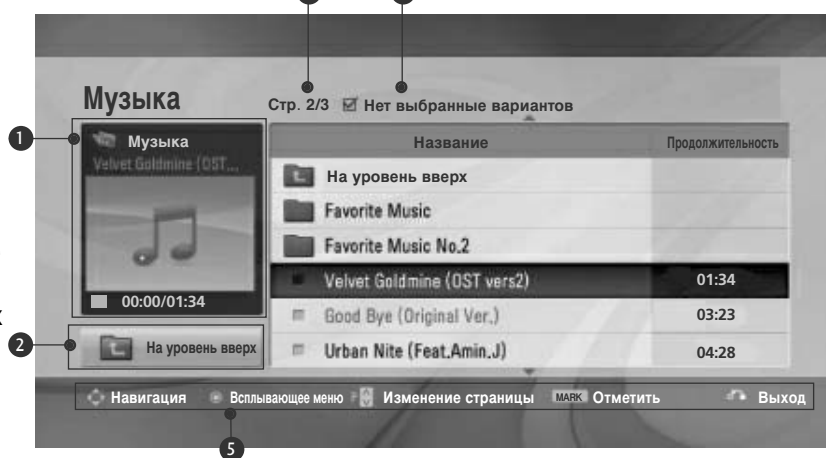 Музыка
Стр. 2/3 Нет выбранные вариантов
1
Музыка
Velvet Goldmine (OST...
00:00/01:34
2
На уровень вверх
Название Продолжительность
На уровень вверх
Favorite Music
Favorite Music No.2
Velvet Goldmine (OST vers2) 01:34
Good Bye (Original Ver.) 03:23
Urban Nite (Feat.Amin.J) 04:28
Навигация Всплывающее меню P Изменение страницы MARK Отметить Выход
5